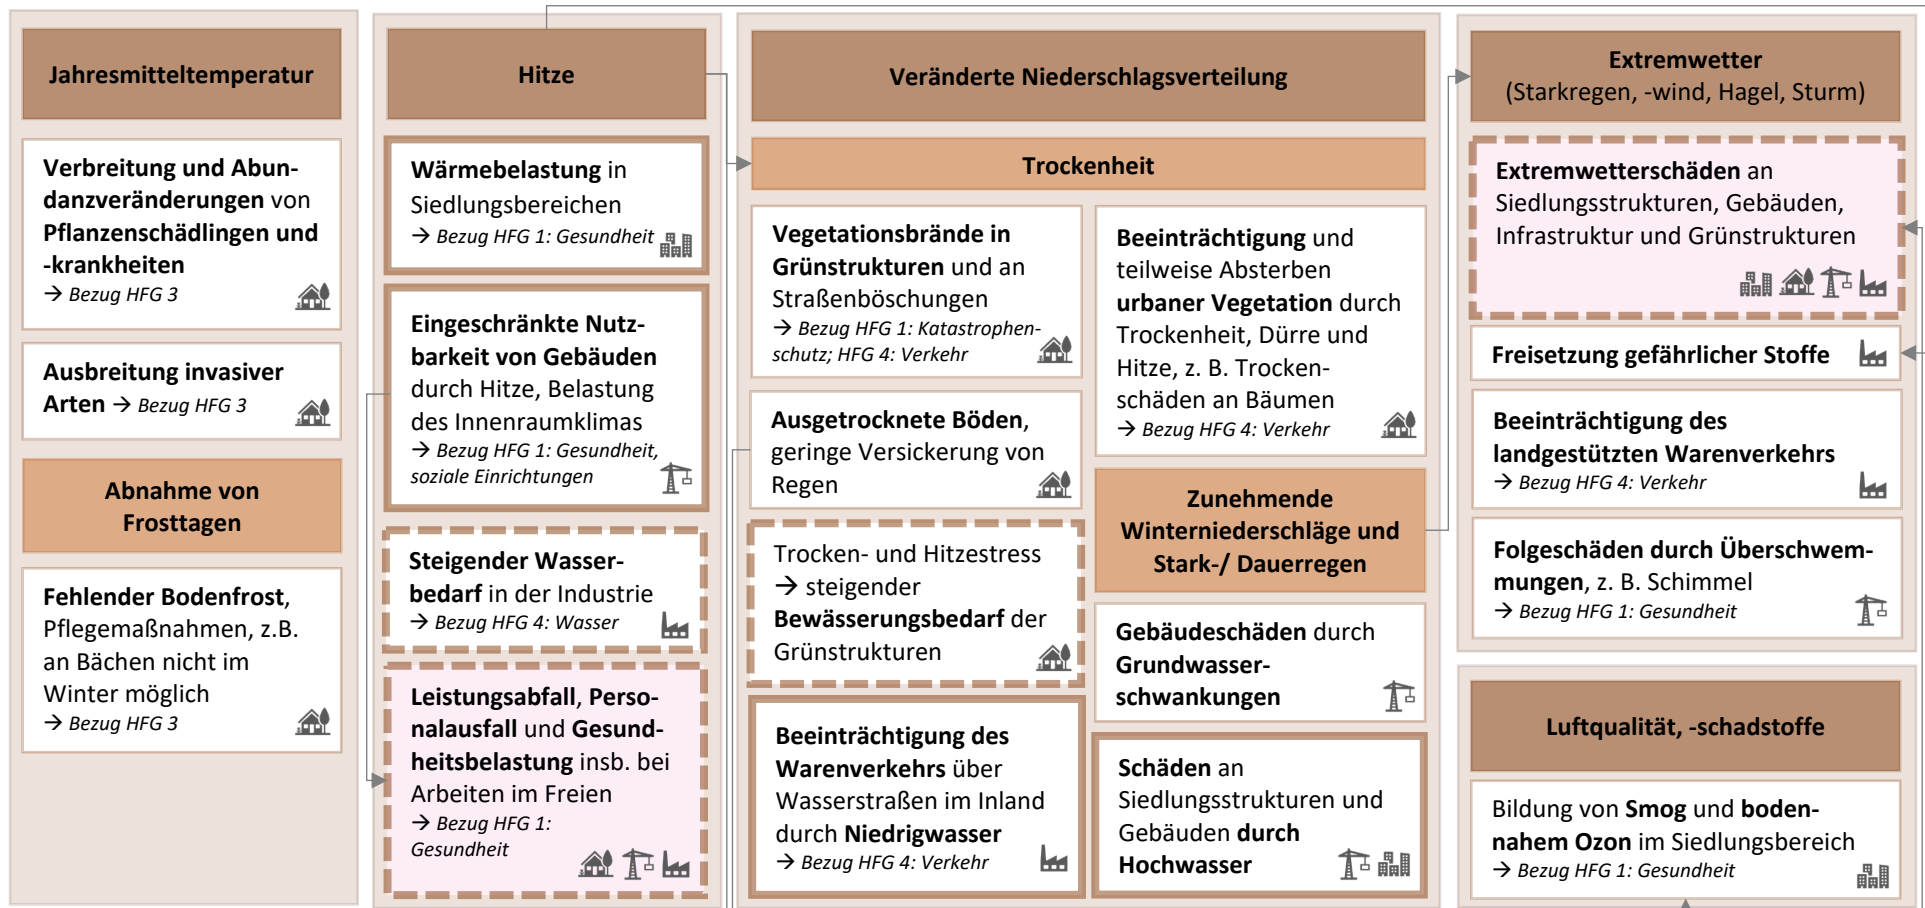 Jahresmitteltemperatur
Verbreitung und Abun-
danzveränderungen von
Pflanzenschädlingen und
-krankheiten
→ Bezug HFG 3
Ausbreitung invasiver
Arten → Bezug HFG 3
Abnahme von
Frosttagen
Fehlender Bodenfrost,
Pflegemaßnahmen, z.B.
an Bächen nicht im
Winter möglich
→ Bezug HFG 3
Hitze
Wärmebelastung in
Siedlungsbereichen
→ Bezug HFG 1: Gesundheit
Eingeschränkte Nutz-
barkeit von Gebäuden
durch Hitze, Belastung
des Innenraumklimas
→ Bezug HFG 1: Gesundheit,
soziale Einrichtungen
Steigender Wasser-
bedarf in der Industrie
→ Bezug HFG 4: Wasser
Leistungsabfall, Perso-
nalausfall und Gesund-
heitsbelastung insb. bei
Arbeiten im Freien
→ Bezug HFG 1:
Gesundheit
Veränderte Niederschlagsverteilung
Trockenheit
Vegetationsbrände in
Grünstrukturen und an
Straßenböschungen
→ Bezug HFG 1: Katastrophen-
schutz; HFG 4: Verkehr
Ausgetrocknete Böden,
geringe Versickerung von
Regen
Trocken- und Hitzestress
→ steigender
Bewässerungsbedarf der
Grünstrukturen
Beeinträchtigung des
Warenverkehrs über
Wasserstraßen im Inland
durch Niedrigwasser
→ Bezug HFG 4: Verkehr
Beeinträchtigung und
teilweise Absterben
urbaner Vegetation durch
Trockenheit, Dürre und
Hitze, z. B. Trocken-
schäden an Bäumen
→ Bezug HFG 4: Verkehr
Zunehmende
Winterniederschläge und
Stark-/ Dauerregen
Gebäudeschäden durch
Grundwasser-
schwankungen
Schäden an
Siedlungsstrukturen und
Gebäuden durch
Hochwasser
Extremwetter
(Starkregen, -wind, Hagel, Sturm)
Extremwetterschäden an
Siedlungsstrukturen, Gebäuden,
Infrastruktur und Grünstrukturen
Freisetzung gefährlicher Stoffe
Beeinträchtigung des
landgestützten Warenverkehrs
→ Bezug HFG 4: Verkehr
Folgeschäden durch Überschwem-
mungen, z. B. Schimmel
→ Bezug HFG 1: Gesundheit
Luftqualität, -schadstoffe
Bildung von Smog und boden-
nahem Ozon im Siedlungsbereich
→ Bezug HFG 1: Gesundheit